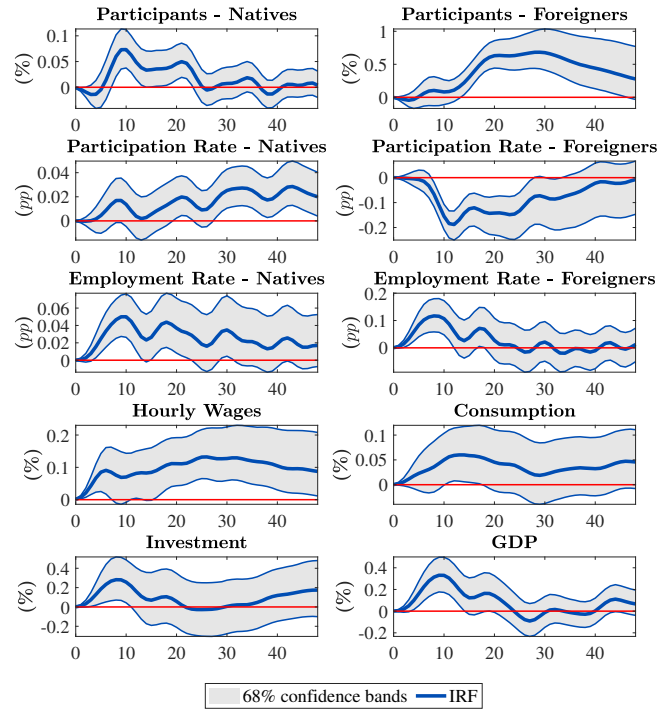 Participants - Natives
Participants - Foreigners
(%)
0.1
0.05
0
0 10 20 30 40
(%)
1
0.5
0
0 10 20 30 40
Participation Rate - Natives
Participation Rate - Foreigners
(pp)
0.04
0.02
0
0 10 20 30 40
(pp)
0
-0.1
-0.2
0 10 20 30 40
Employment Rate - Natives
Employment Rate - Foreigners
(pp)
0.06
0.04
0.02
0
0 10 20 30 40
(pp)
0.2
0.1
0
0 10 20 30 40
Hourly Wages
Consumption
(%)
0.2
0.1
0
0 10 20 30 40
(%)
0.1
0.05
0
0 10 20 30 40
Investment
GDP
(%)
0.4
0.2
0
-0.2
0 10 20 30 40
(%)
0.4
0.2
0
-0.2
0 10 20 30 40
68% confidence bands IRF